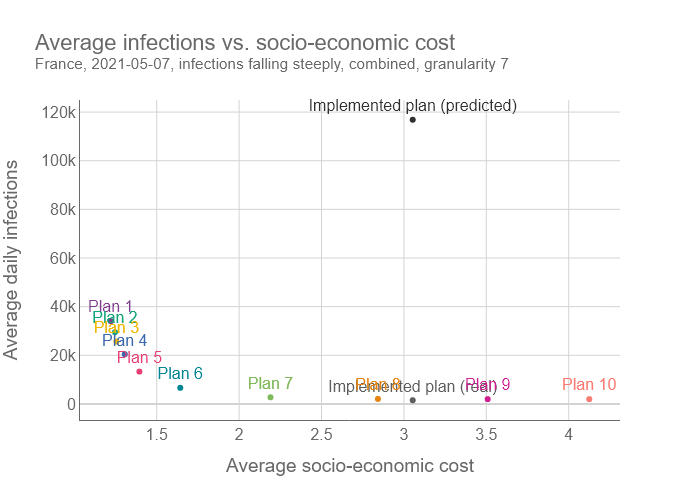 Average infections vs. socio-economic cost
France, 2021-05-07, infections falling steeply, combined, granularity 7
Average daily infections
120k
100k
80k
60k
40k
20k
0
Implemented plan (predicted)
Plan 1
Plan 2
Plan 3
Plan 4
Plan 5
Plan 6
Plan 7
Plan 8
Implemented plan (real)
Plan 9
Plan 10
1.5
2
2.5
3
3.5
4
Average socio-economic cost